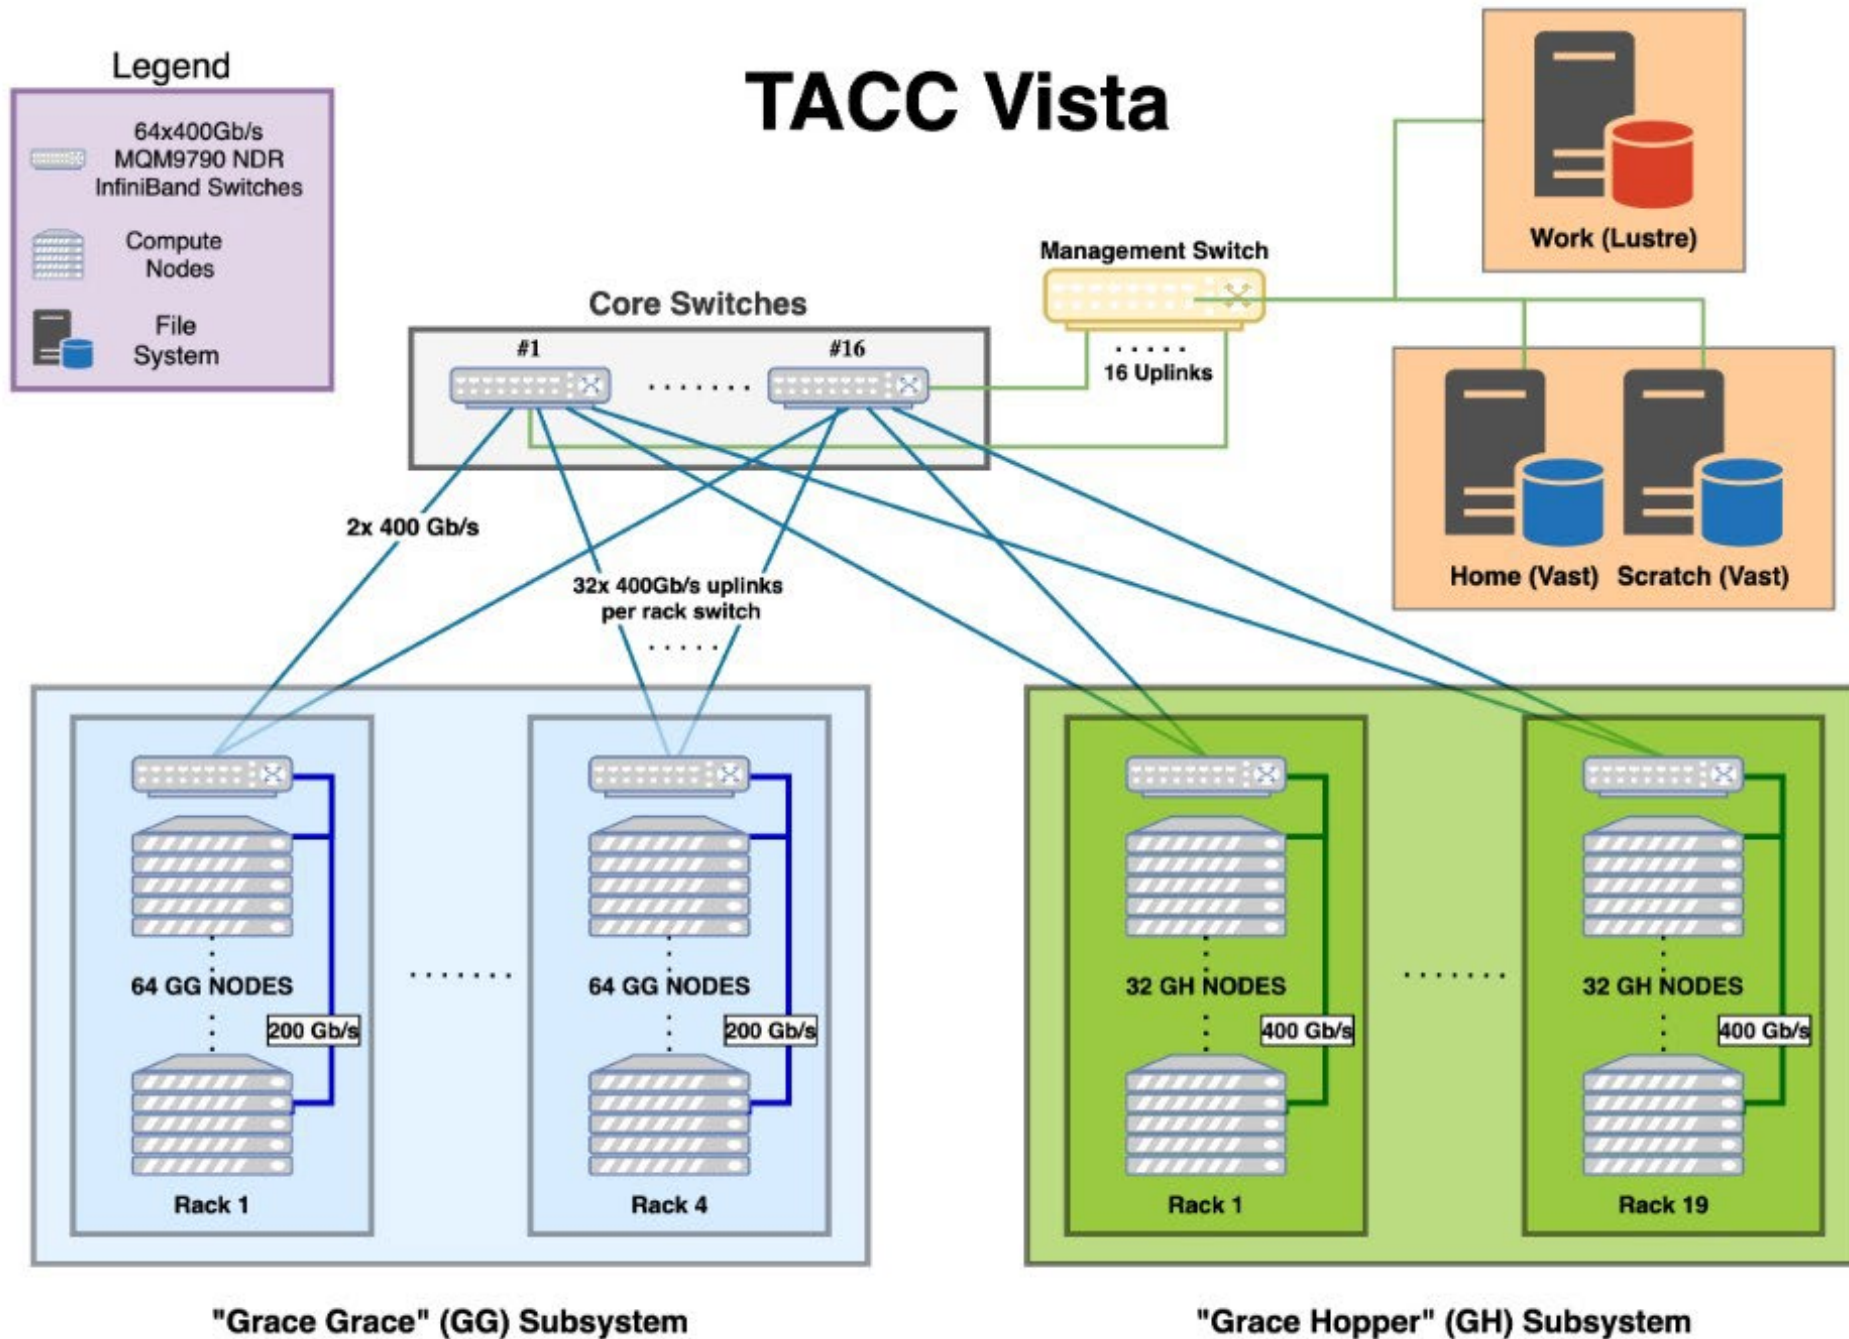 TACC Vista
Legend
64x400Gb/s
MQM9790 NDR
InfiniBand Switches
Compute
Nodes
File
System
Core Switches
#1
#16
Management Switch
16 Uplinks
Work (Lustre)
Home (Vast)
Scratch (Vast)
2x 400 Gb/s
32x 400Gb/s uplinks
per rack switch
64 GG NODES
200 Gb/s
Rack 1
64 GG NODES
200 Gb/s
Rack 4
"Grace Grace" (GG) Subsystem
32 GH NODES
400 Gb/s
Rack 1
32 GH NODES
400 Gb/s
Rack 19
"Grace Hopper" (GH) Subsystem